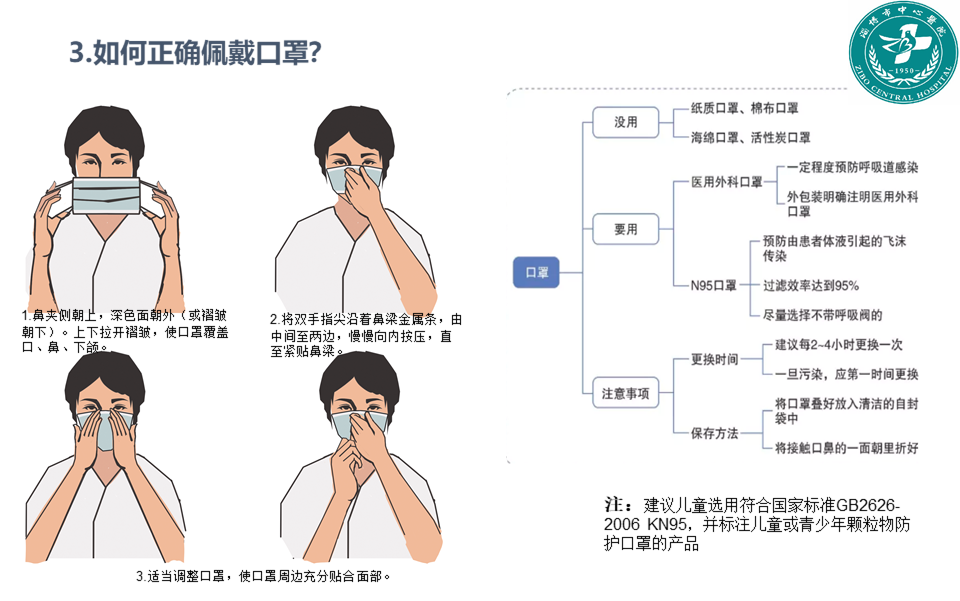 3.如何正确佩戴口罩?
淄博市中心医院
1950
ZIBO CENTRAL HOSPITAL
1.鼻夹侧朝上，深色面朝外（或褶皱
朝下）。上下拉开褶皱，使口罩覆盖
口、鼻、下颌。
2.将双手指尖沿着鼻梁金属条，由
中间至两边，慢慢向内按压，直
至紧贴鼻梁。
3.适当调整口罩，使口罩周边充分贴合面部。
口罩
没用
纸质口罩、棉布口罩
海绵口罩、活性炭口罩
要用
医用外科口罩
一定程度预防呼吸道感染
外包装明确注明医用外科
口罩
N95口罩
预防由患者体液引起的飞沫
传染
过滤效率达到95%
尽量选择不带呼吸阀的
注意事项
更换时间
建议每2~4小时更换一次
一旦污染，应第一时间更换
保存方法
将口罩叠好放入清洁的自封
袋中
将接触口鼻的一面朝里折好
注：建议儿童选用符合国家标准GB2626-
2006 KN95，并标注儿童或青少年颗粒物防
护口罩的产品